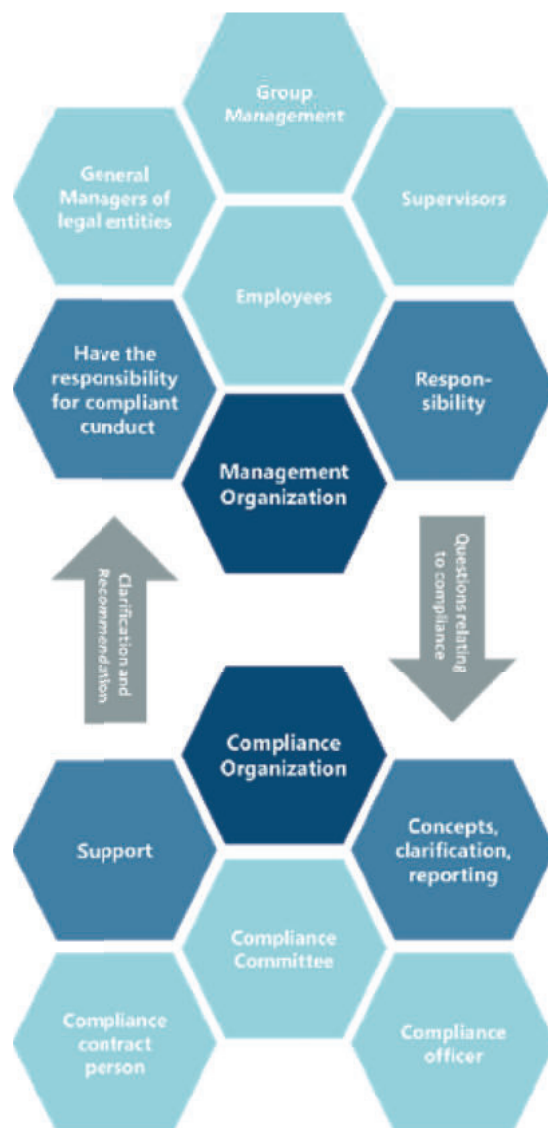 Group
Management
General
Managers of
legal entities
Supervisors
Employees
Have the
responsibility
for compliant
cunduct
Respon-
sibility
Management
Organization
Clarification and
Recommendation
Questions relating
to compliance
Compliance
Organization
Support
Concepts,
clarification,
reporting
Compliance
Committee
Compliance
contract
person
Compliance
officer